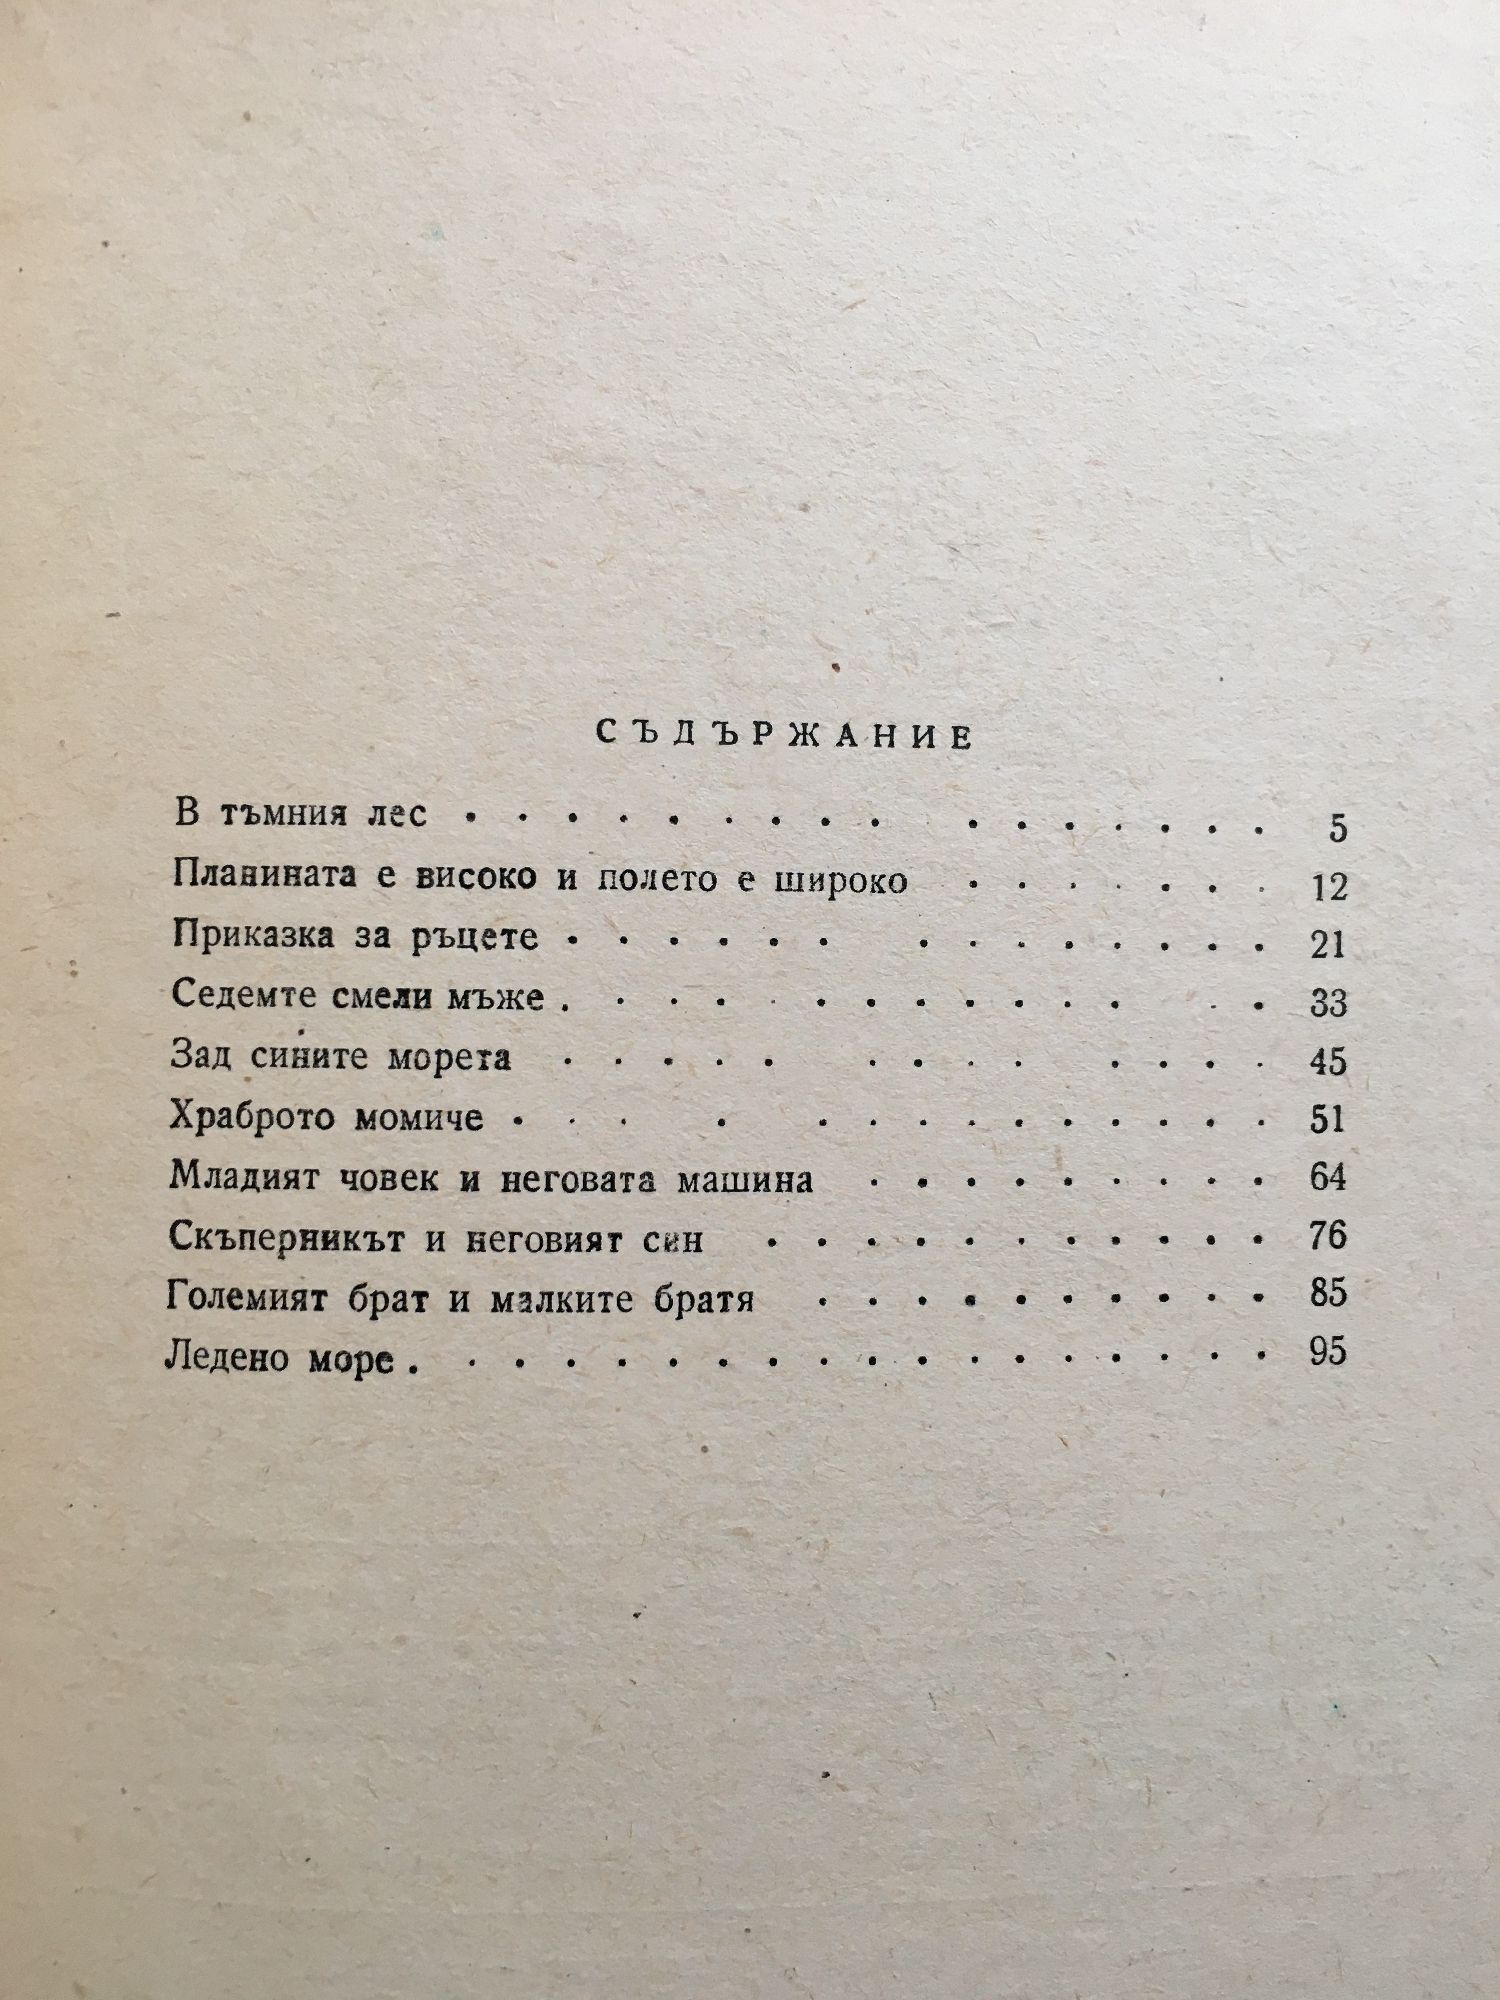 СЪДЪРЖАНИЕ
В тъмния лес . . . . . . . . . . . . . . . . 5
Планината е високо и полето е широко . . . . . . . 12
Приказка за ръцете . . . . . . . . . . . . . . 21
Седемте смели мъже . . . . . . . . . . . . . . 33
Зад сините морета . . . . . . . . . . . . . 45
Храброто момиче . . . . . . . . . . . . . . 51
Младият човек и неговата машина . . . . . . . . . 64
Скъперникът и неговият син . . . . . . . . . . . 76
Големият брат и малките братя . . . . . . . . . . 85
Ледено море . . . . . . . . . . . . . . . . . . 95